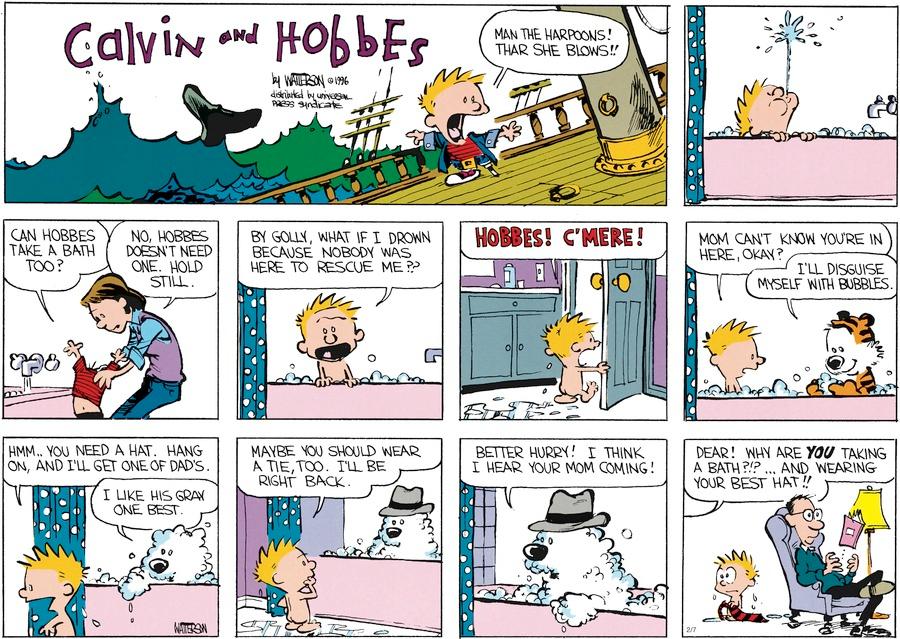 Calvin and Hobbes
by WATTERSON © 1996
distributed by universal
press syndicate
MAN THE HARPOONS!
THAR SHE BLOWS!!
CAN HOBBES
TAKE A BATH
TOO?
NO, HOBBES
DOESN'T NEED
ONE. HOLD
STILL.
BY GOLLY, WHAT IF I DROWN
BECAUSE NOBODY WAS
HERE TO RESCUE ME??
HOBBES! C'MERE!
MOM CAN'T KNOW YOU'RE IN
HERE, OKAY?
I'LL DISGUISE
MYSELF WITH BUBBLES.
HMM.. YOU NEED A HAT. HANG
ON, AND I'LL GET ONE OF DAD'S.
I LIKE HIS GRAY
ONE BEST.
WATTERSON
MAYBE YOU SHOULD WEAR
A TIE, TOO. I'LL BE
RIGHT BACK.
BETTER HURRY! I THINK
I HEAR YOUR MOM COMING!
DEAR! WHY ARE YOU TAKING
A BATH?!? ... AND WEARING
YOUR BEST HAT!!
2/7